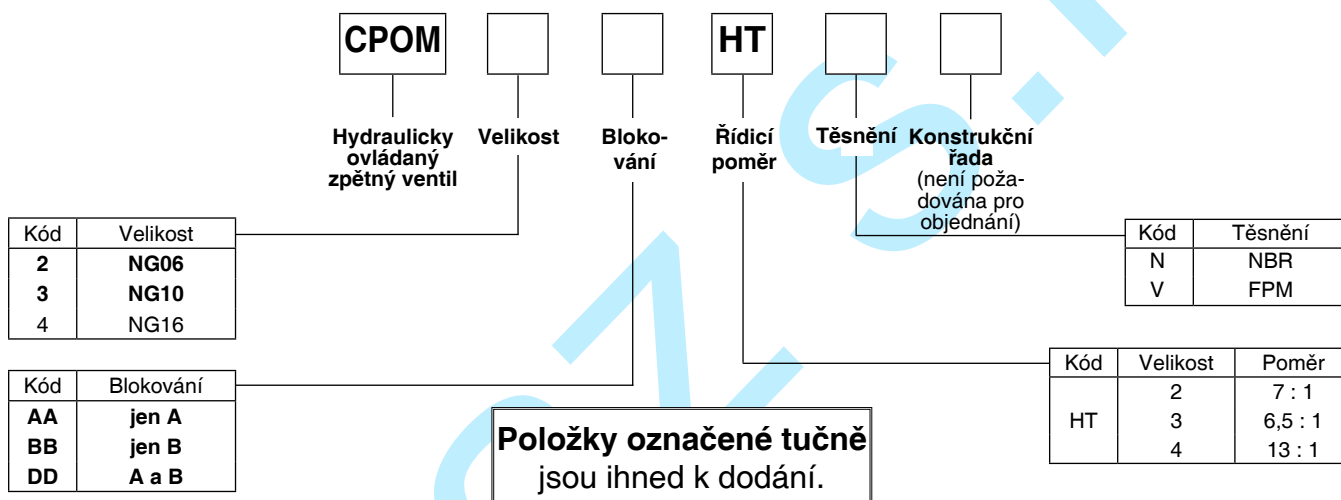 CPOM HT
Hydraulicky
ovládaný
zpětný ventil
Velikost
Bloko-
vání
Řídicí
poměr
Těsnění
Konstrukční
řada
(není poža-
dována pro
objednání)
Kód Velikost
2 NG06
3 NG10
4 NG16
Kód Těsnění
N NBR
V FPM
Kód Blokování
AA jen A
BB jen B
DD A a B
Kód Velikost Poměr
2 7 : 1
HT 3 6,5 : 1
4 13 : 1
Položky označené tučně
jsou ihned k dodání.